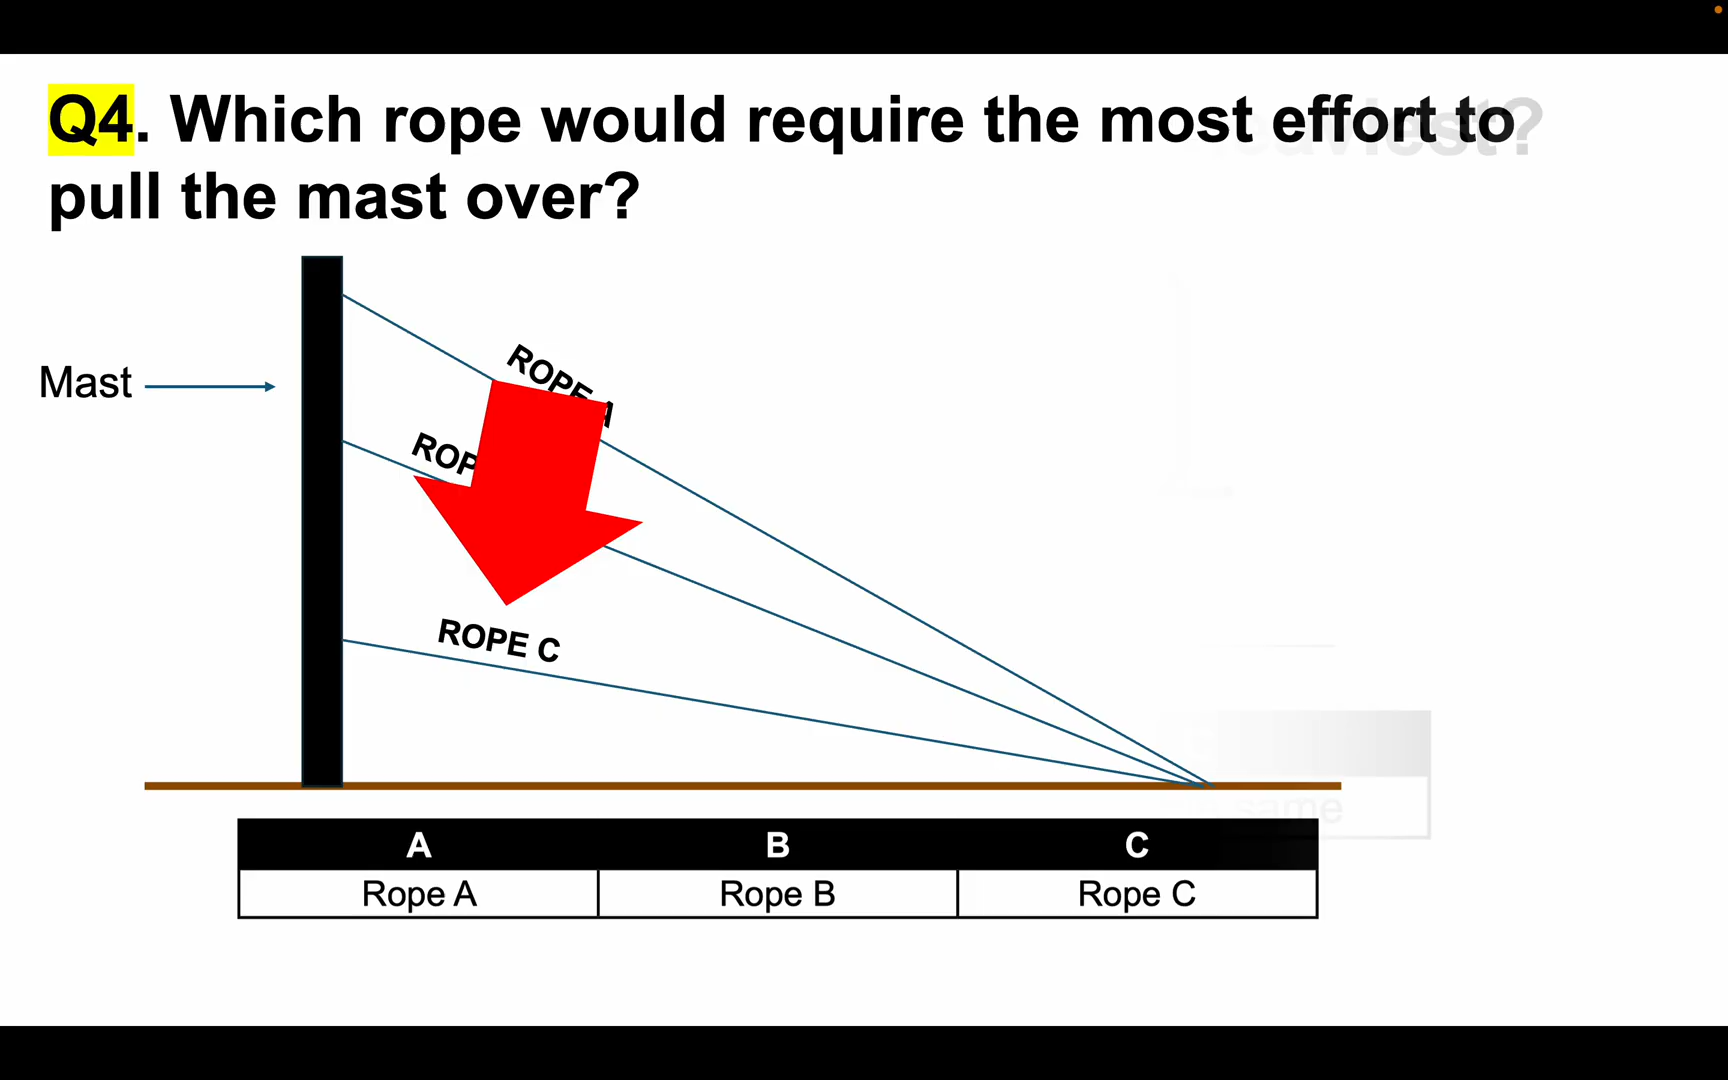 Q4. Which rope would require the most effort to
pull the mast over?
Mast
ROPE A
ROP
ROPE C
same
A B C
Rope A Rope B Rope C